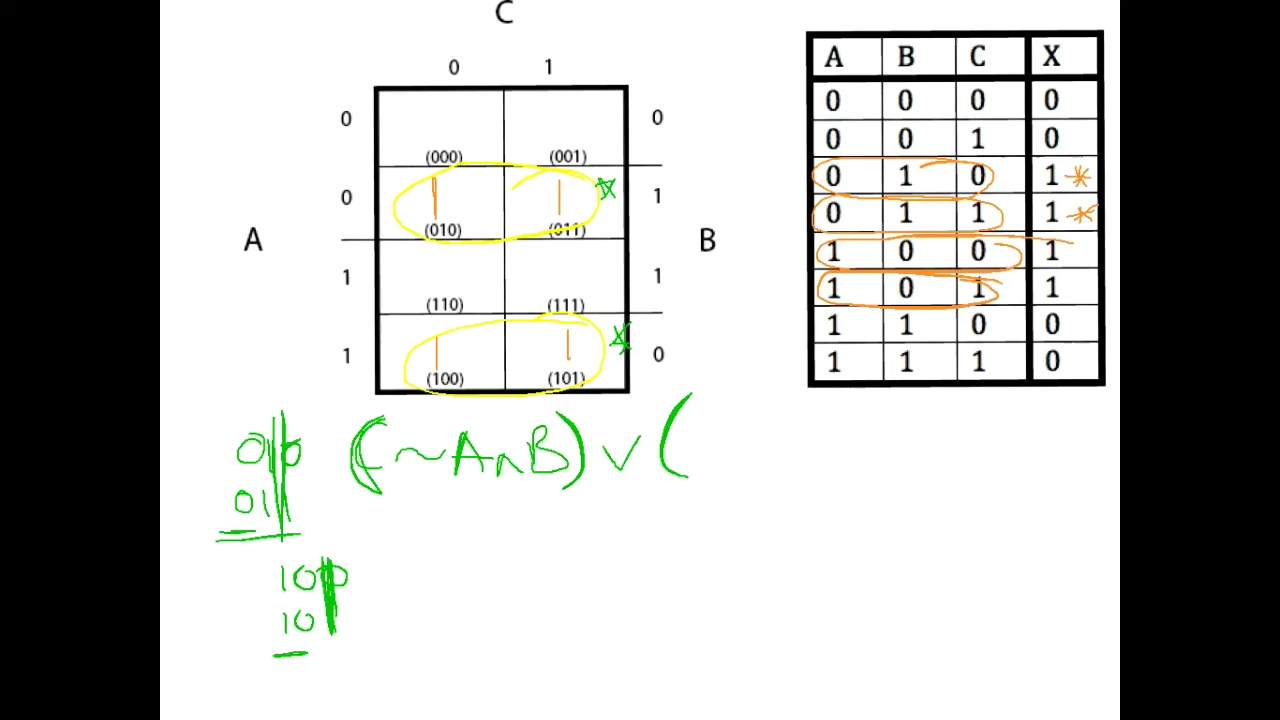 C
0 1
0 0
(000) (001)
0 1
(010) (011)
A B
1 1
(110) (111)
1 0
(100) (101)
A B C X
0 0 0 0
0 0 1 0
0 1 0 1 *
0 1 1 1 *
1 0 0 1
1 0 1 1
1 1 0 0
1 1 1 0
010 (~A∧B) ∨ (
011
100
101